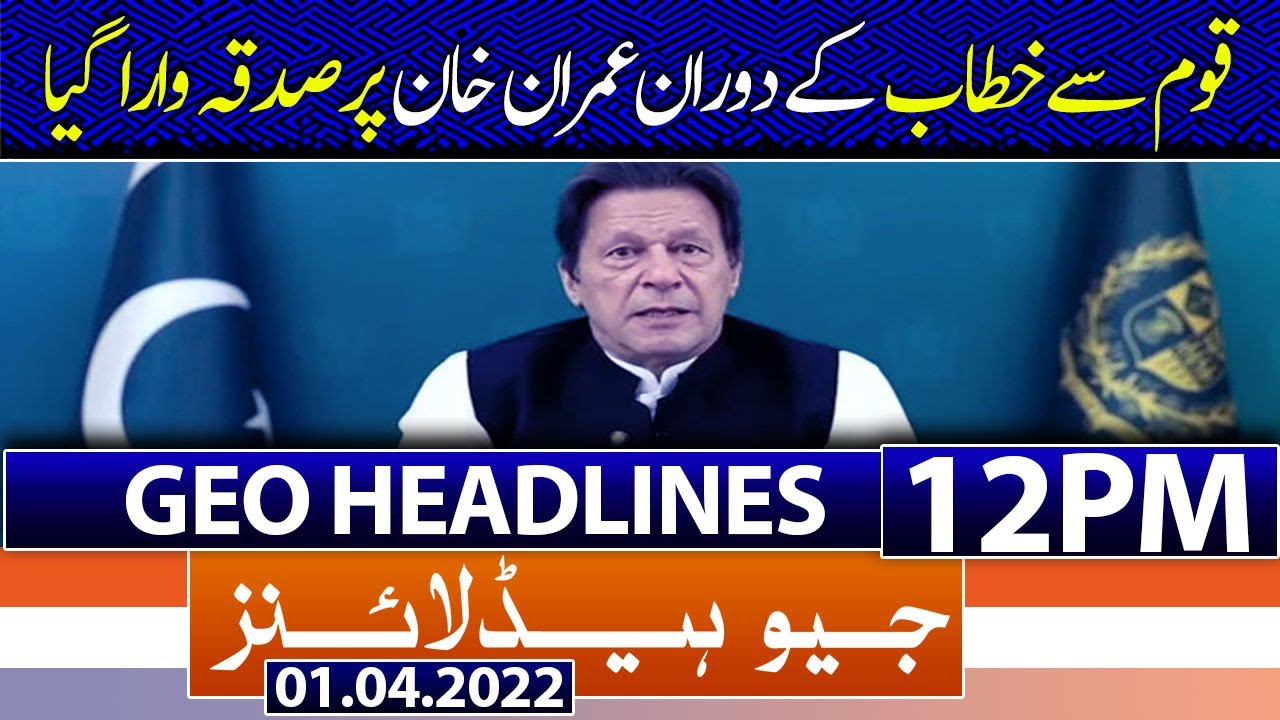 قوم سے خطاب کے دوران عمران خان پر صدقہ وارا گیا
GEO HEADLINES
12PM
جیو ہیڈلائنز
01.04.2022